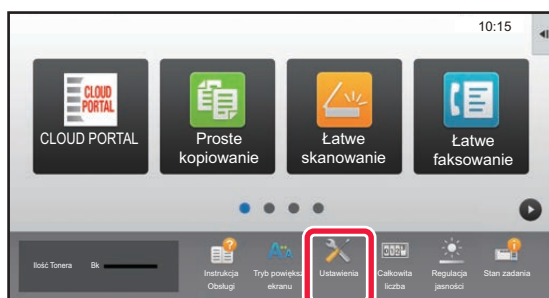 10:15
CLOUD
PORTAL
CLOUD PORTAL
Proste
kopiowanie
Łatwe
skanowanie
Łatwe
faksowanie
Ilość Tonera Bk
Instrukcja
Obsługi
Tryb powiększ
ekranu
Ustawienia
Całkowita
liczba
Regulacja
jasności
Stan zadania